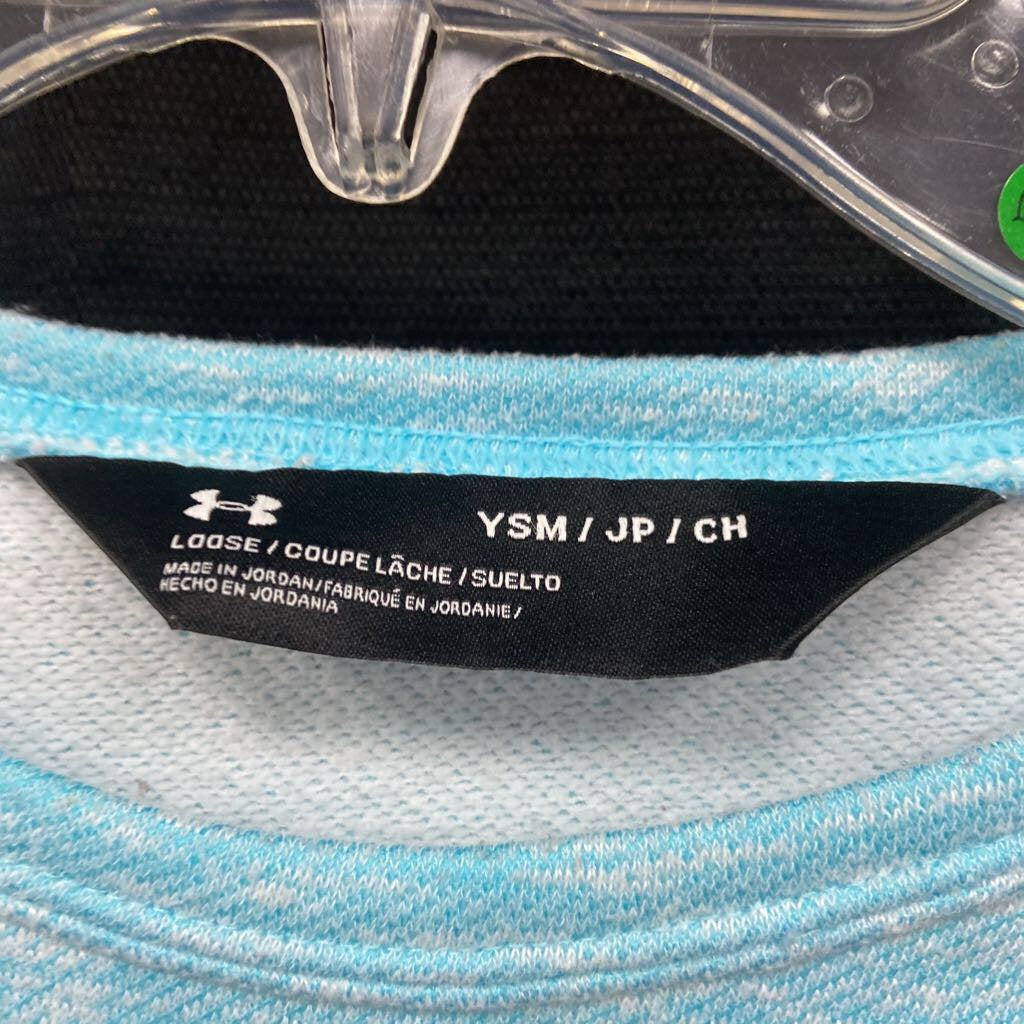 YSM / JP / CH
LOOSE / COUPE LÂCHE / SUELTO
MADE IN JORDAN/FABRIQUÉ EN JORDANIE/
HECHO EN JORDANIA